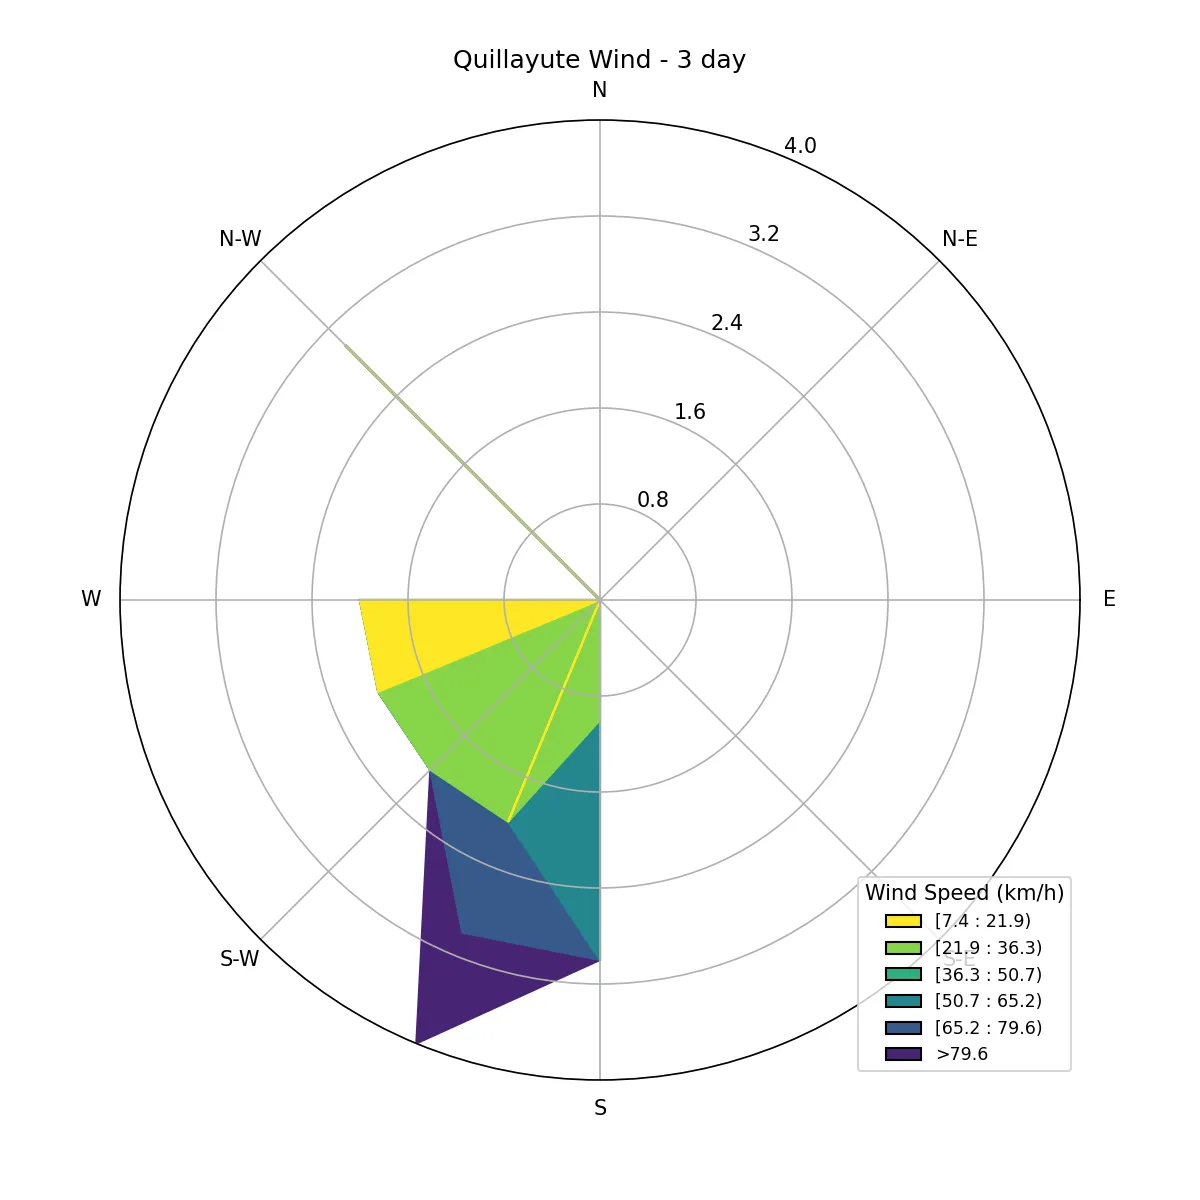 Quillayute Wind - 3 day
N
4.0
N-W
N-E
3.2
2.4
1.6
0.8
W
E
S-W
S-E
S
Wind Speed (km/h)
[7.4 : 21.9)
[21.9 : 36.3)
[36.3 : 50.7)
[50.7 : 65.2)
[65.2 : 79.6)
>79.6